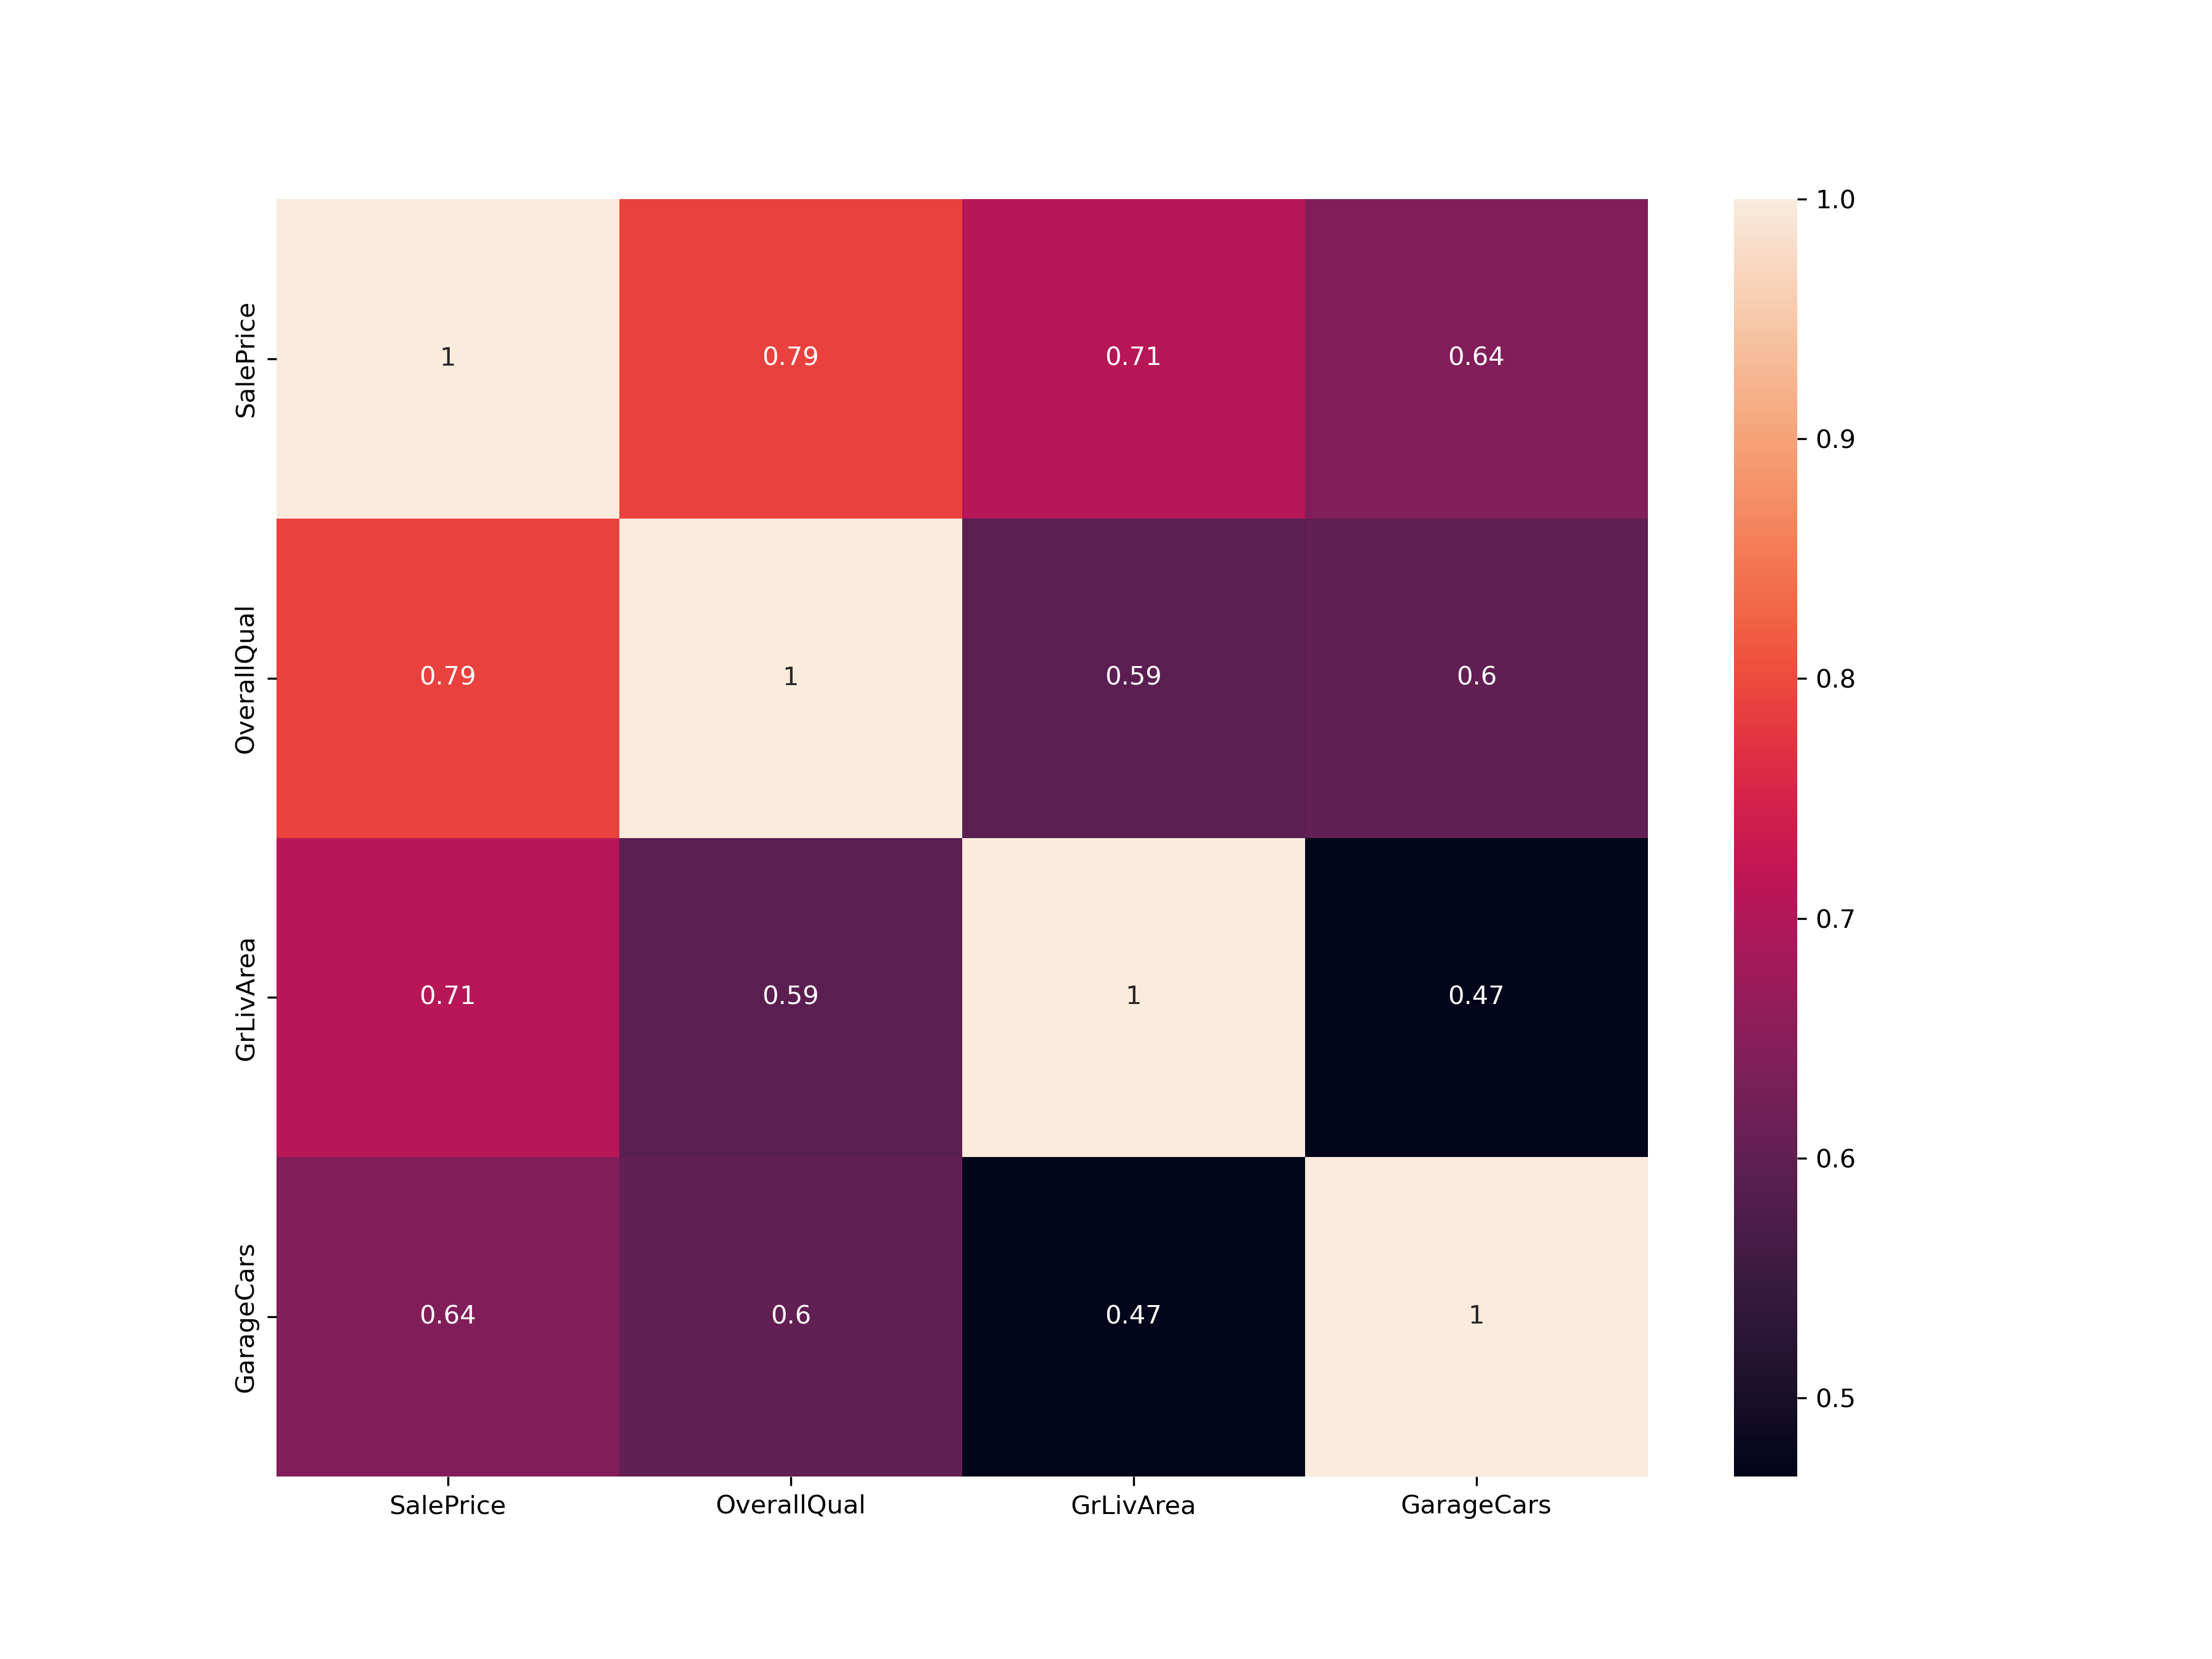 SalePrice 1 0.79 0.71 0.64
OverallQual 0.79 1 0.59 0.6
GrLivArea 0.71 0.59 1 0.47
GarageCars 0.64 0.6 0.47 1
SalePrice OverallQual GrLivArea GarageCars
1.0
0.9
0.8
0.7
0.6
0.5